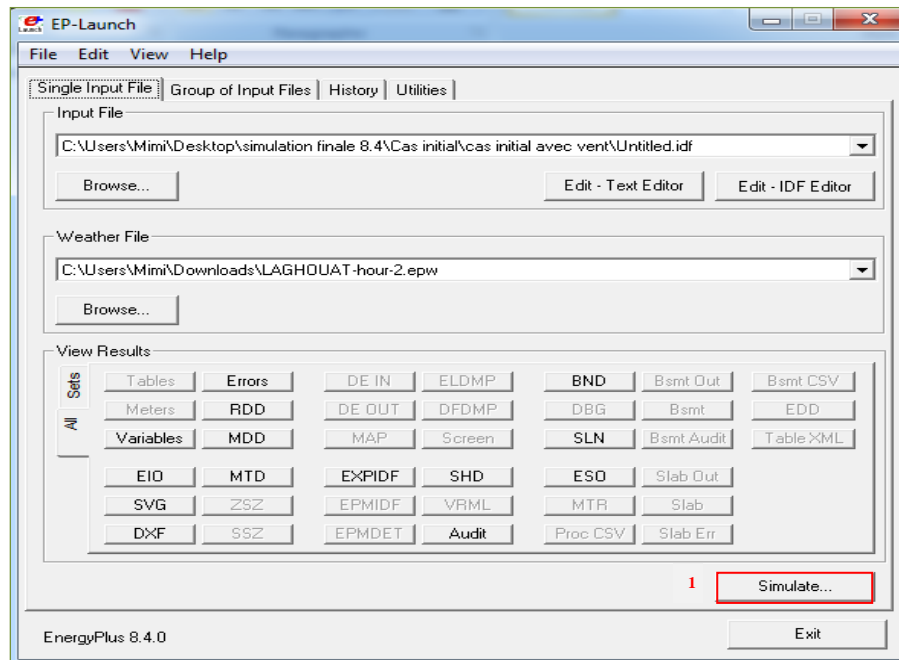 EP-Launch
File Edit View Help
Single Input File Group of Input Files History Utilities
Input File
C:\Users\Mimi\Desktop\simulation finale 8.4\Cas initial\cas initial avec vent\Untitled.idf
Browse... Edit - Text Editor Edit - IDF Editor
Weather File
C:\Users\Mimi\Downloads\LAGHOUAT-hour-2.epw
Browse...
View Results
Sets
All
Tables Errors DE IN ELDMP BND Bsmt Out Bsmt CSV
Meters RDD DE OUT DFDMP DBG Bsmt EDD
Variables MDD MAP Screen SLN Bsmt Audit Table XML
EIO MTD EXPIDF SHD ESO Slab Out
SVG ZSZ EPMIDF VRML MTR Slab
DXF SSZ EPMDET Audit Proc CSV Slab Err
1 Simulate...
EnergyPlus 8.4.0 Exit